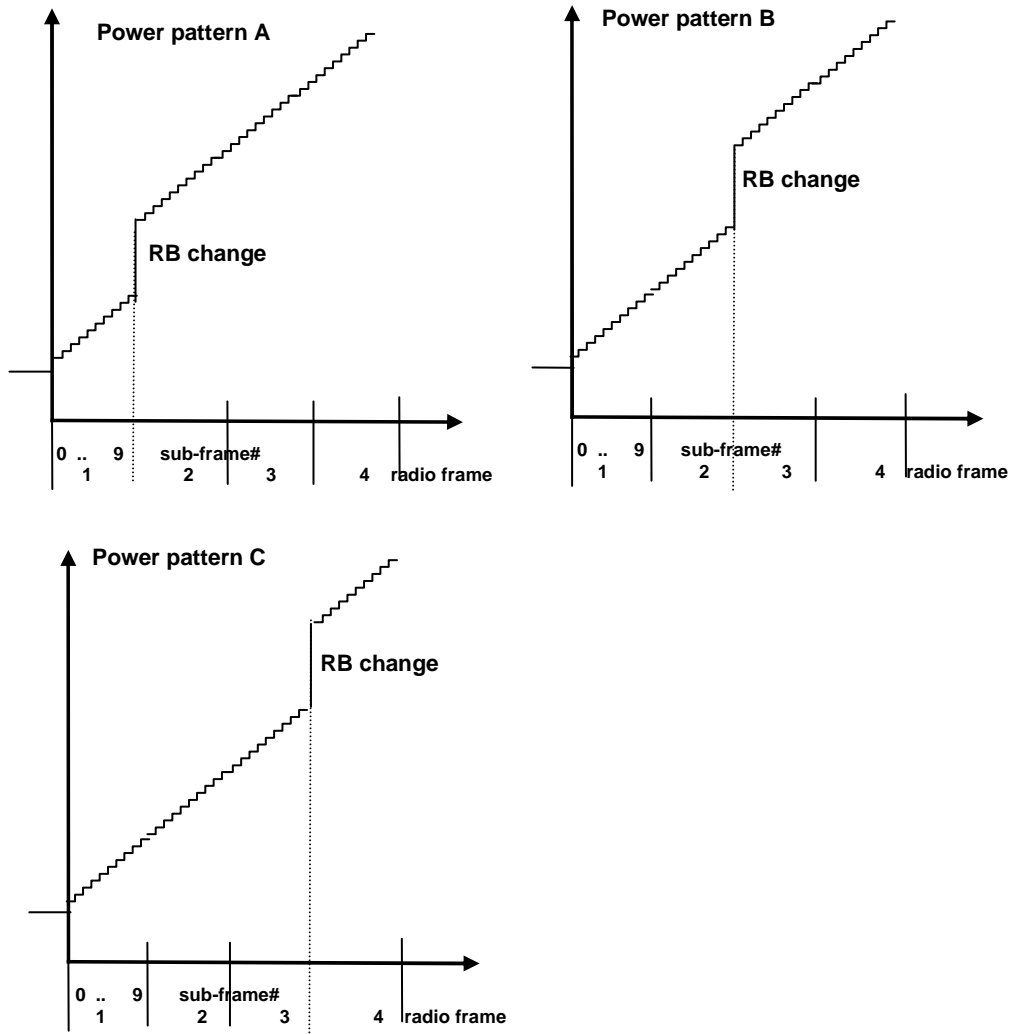 Power pattern A
RB change
0 .. 9 sub-frame#
1 2 3 4 radio frame
Power pattern B
RB change
0 .. 9 sub-frame#
1 2 3 4 radio frame
Power pattern C
RB change
0 .. 9 sub-frame#
1 2 3 4 radio frame